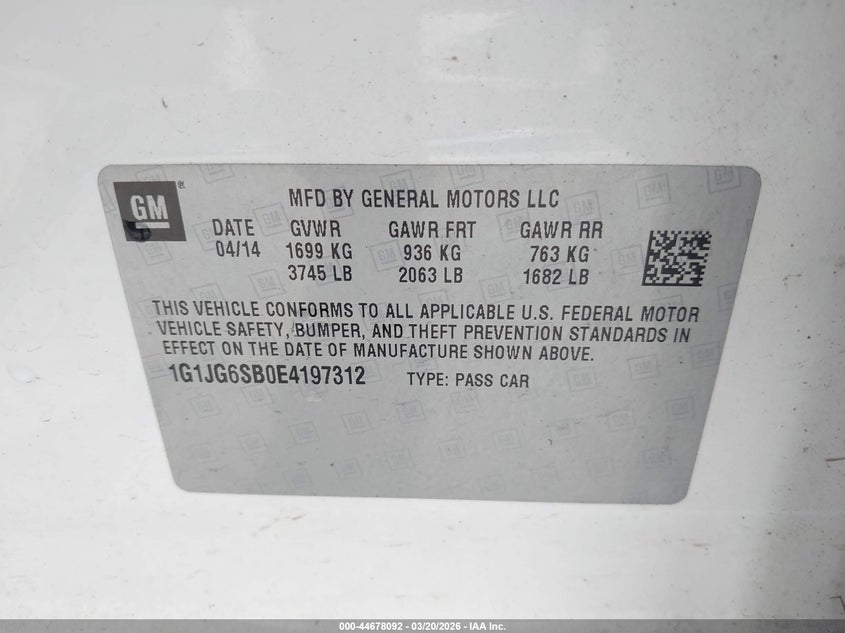 GM ®
MFD BY GENERAL MOTORS LLC
DATE GVWR GAWR FRT GAWR RR
04/14 1699 KG 936 KG 763 KG
3745 LB 2063 LB 1682 LB
THIS VEHICLE CONFORMS TO ALL APPLICABLE U.S. FEDERAL MOTOR
VEHICLE SAFETY, BUMPER, AND THEFT PREVENTION STANDARDS IN
EFFECT ON THE DATE OF MANUFACTURE SHOWN ABOVE.
1G1JG6SB0E4197312 TYPE: PASS CAR
000-44678092 - 03/20/2026 - IAA Inc.